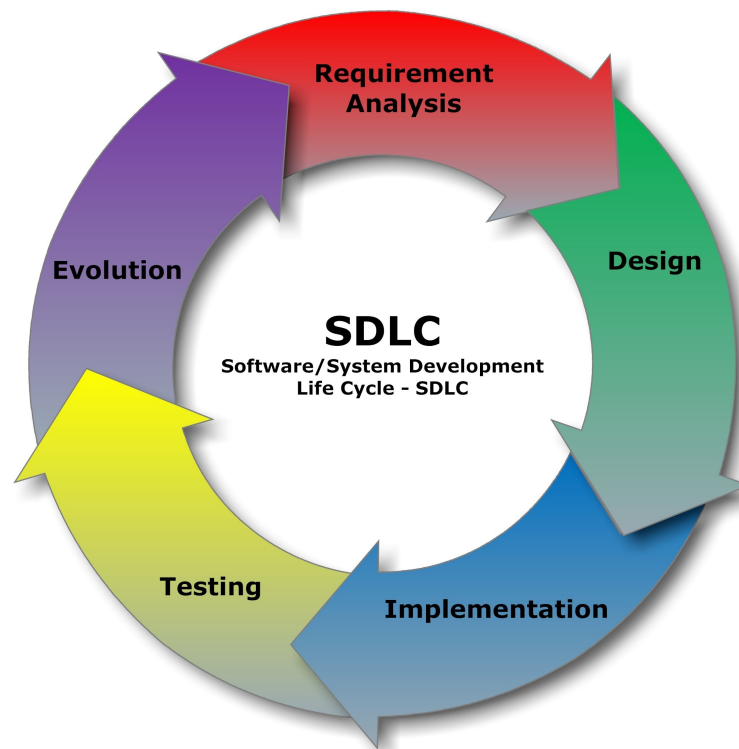 Requirement
Analysis
Design
Evolution
SDLC
Software/System Development
Life Cycle - SDLC
Testing
Implementation